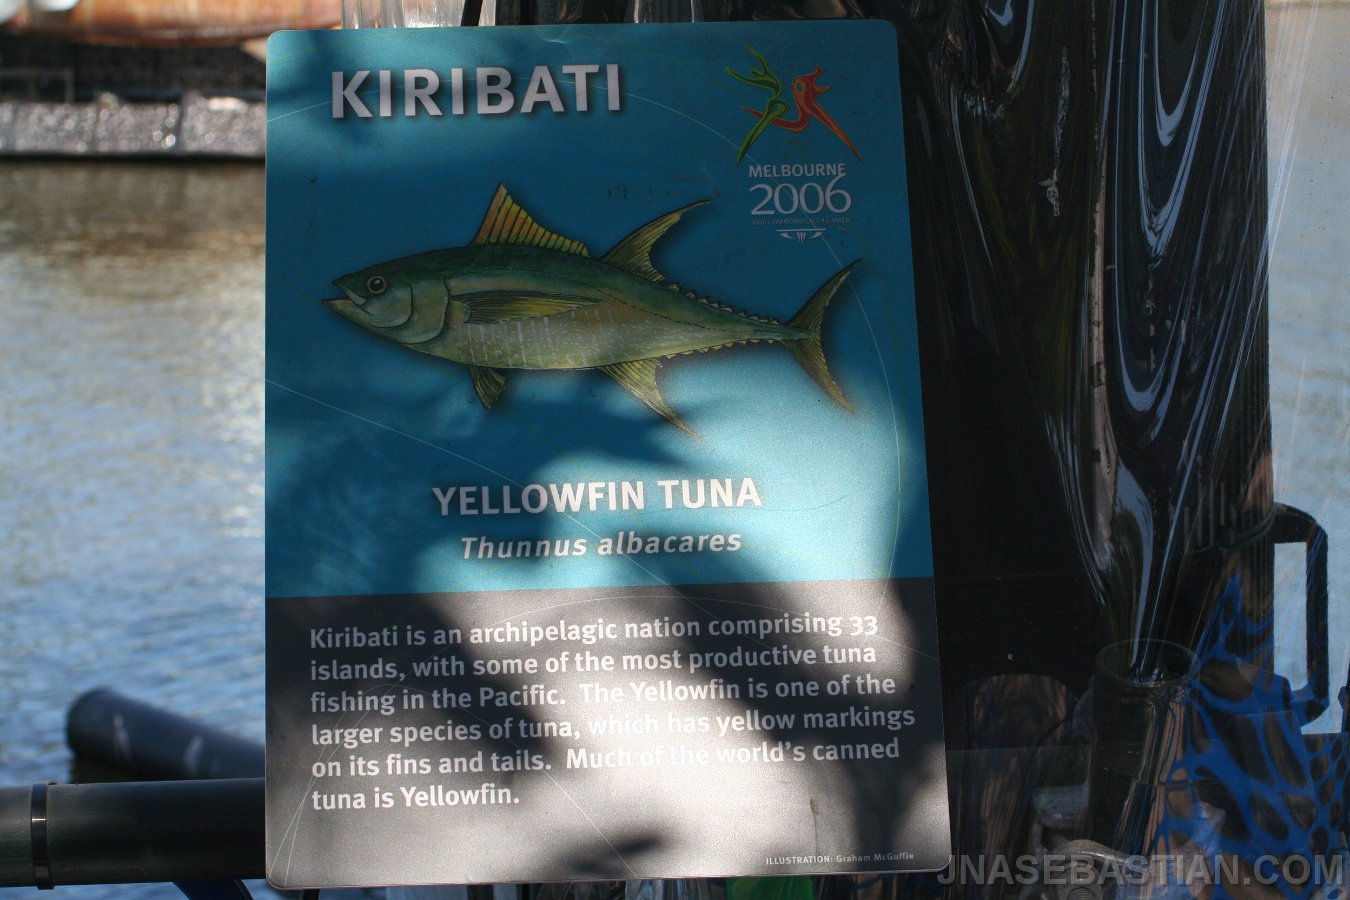 KIRIBATI
MELBOURNE
2006
XVIII COMMONWEALTH GAMES
YELLOWFIN TUNA
Thunnus albacares
Kiribati is an archipelagic nation comprising 33
islands, with some of the most productive tuna
fishing in the Pacific. The Yellowfin is one of the
larger species of tuna, which has yellow markings
on its fins and tails. Much of the world's canned
tuna is Yellowfin.
ILLUSTRATION: Graham McGuffie
JNASEBASTIAN.COM